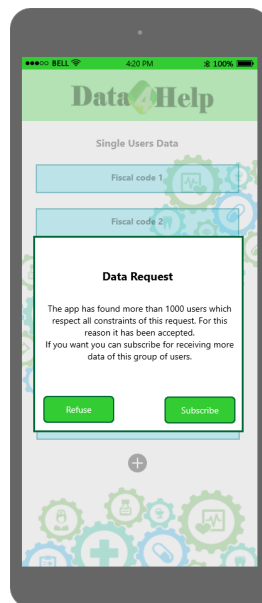 BELL 4:20 PM 100%
Data4Help
Single Users Data
Fiscal code 1
Fiscal code 2
Data Request
The app has found more than 1000 users which
respect all constraints of this request. For this
reason it has been accepted.
If you want you can subscribe for receiving more
data of this group of users.
Refuse Subscribe